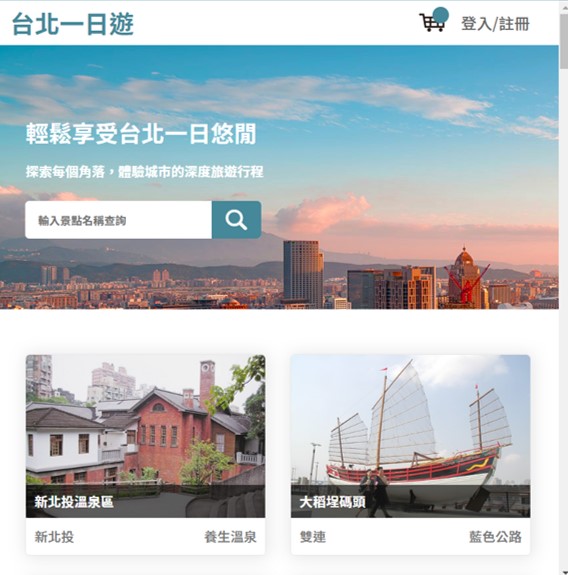 台北一日遊
登入/註冊
輕鬆享受台北一日悠閒
探索每個角落，體驗城市的深度旅遊行程
輸入景點名稱查詢
新北投溫泉區
大稻埕碼頭
新北投
養生溫泉
雙連
藍色公路